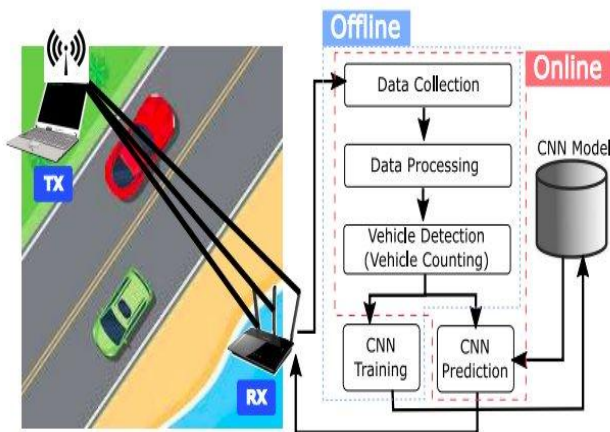 Offline
Online
Data Collection
CNN Model
Data Processing
TX
Vehicle Detection
(Vehicle Counting)
CNN
Training
CNN
Prediction
RX